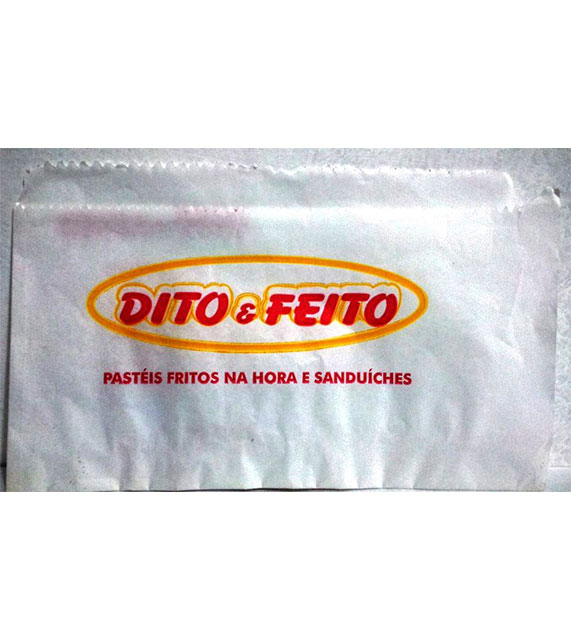 DITO & FEITO
PASTÉIS FRITOS NA HORA E SANDUÍCHES